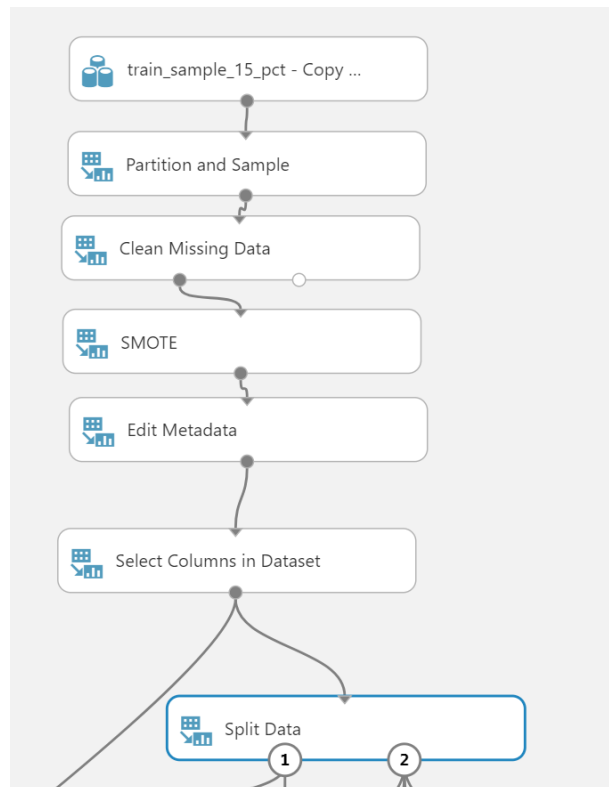 train_sample_15_pct - Copy ...
Partition and Sample
Clean Missing Data
SMOTE
Edit Metadata
Select Columns in Dataset
Split Data
1
2